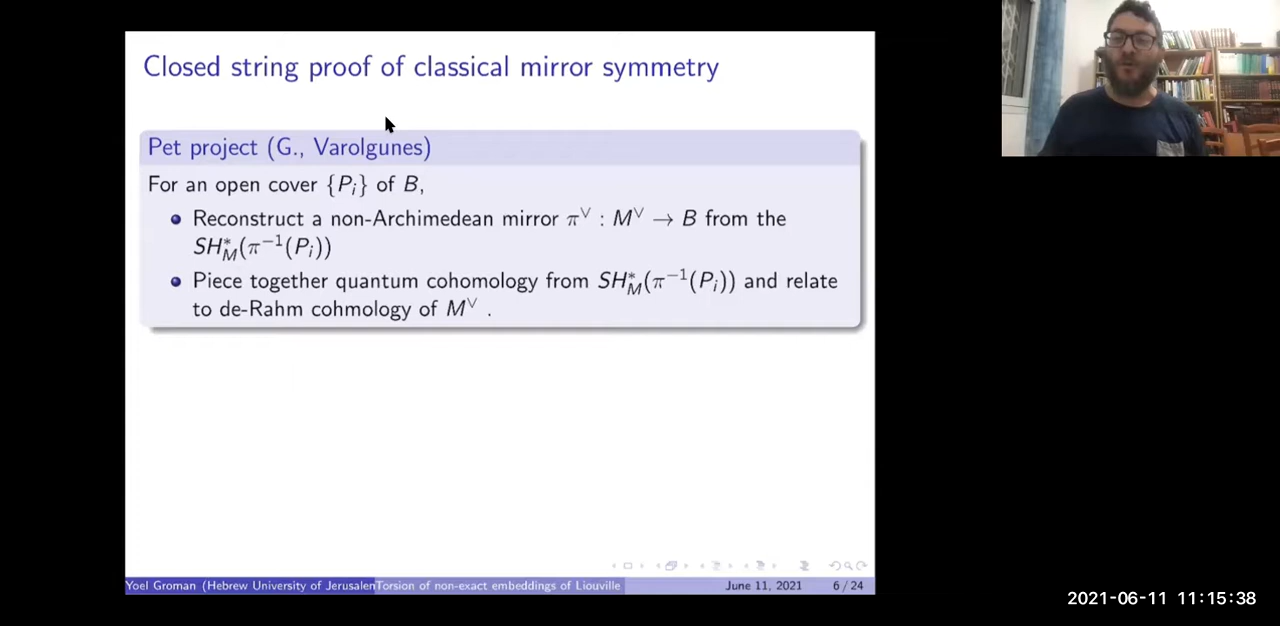 Closed string proof of classical mirror symmetry
Pet project (G., Varolgunes)
For an open cover {P_i} of B,
Reconstruct a non-Archimedean mirror π^∨ : M^∨ → B from the
SH*_M(π^{-1}(P_i))
Piece together quantum cohomology from SH*_M(π^{-1}(P_i)) and relate
to de-Rahm cohmology of M^∨ .
Yoel Groman (Hebrew University of Jerusalen Torsion of non-exact embeddings of Liouville June 11, 2021 6 / 24
2021-06-11 11:15:38